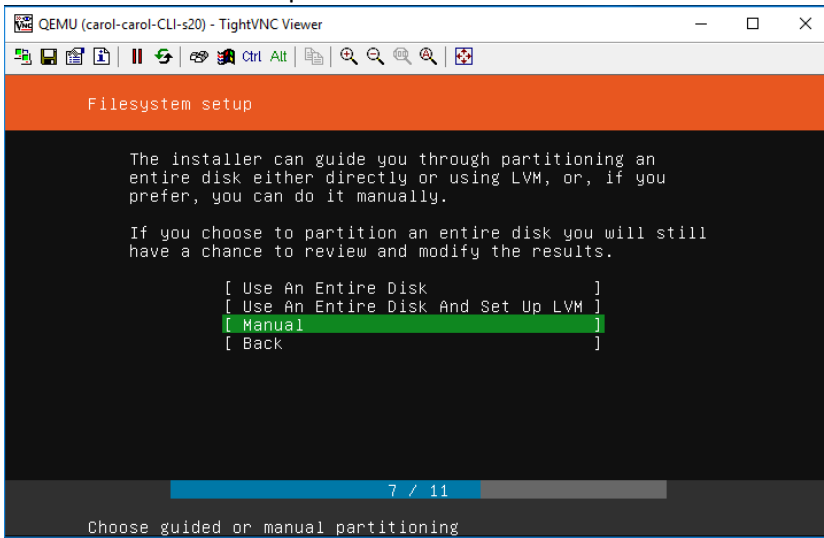 QEMU (carol-carol-CLI-s20) - TightVNC Viewer
Ctrl Alt
Filesystem setup
The installer can guide you through partitioning an
entire disk either directly or using LVM, or, if you
prefer, you can do it manually.
If you choose to partition an entire disk you will still
have a chance to review and modify the results.
[ Use An Entire Disk ]
[ Use An Entire Disk And Set Up LVM ]
[ Manual ]
[ Back ]
7 / 11
Choose guided or manual partitioning